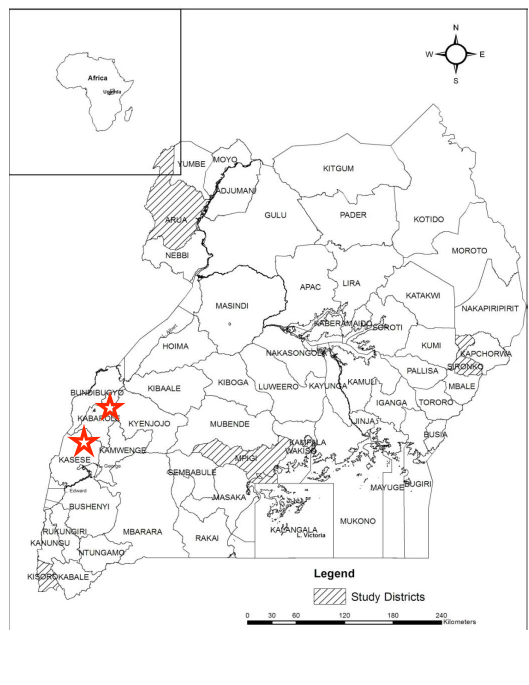 N
W E
S
Africa
Uganda
YUMBE
MOYO
ADJUMANI
KITGUM
ARUA
GULU
PADER
KOTIDO
NEBBI
MOROTO
APAC
LIRA
KATAKWI
MASINDI
NAKAPIRIPIRIT
KABERAMAIDO
SOROTI
L. Albert
HOIMA
KUMI
NAKASONGOLA
KAPCHORWA
SIRONKO
PALLISA
KIBAALE
KIBOGA
LUWEERO
KAYUNGA
KAMULI
MBALE
BUNDIBUGYO
IGANGA
TORORO
KABAROLE
KYENJOJO
MUBENDE
JINJA
BUSIA
KAMPALA
WAKISO
KASESE
KAMWENGE
MPIGI
George
SEMBABULE
MAYUGE
BUGIRI
Edward
MASAKA
BUSHENYI
MUKONO
RUKUNGIRI
MBARARA
RAKAI
KALANGALA
L. Victoria
KANUNGU
NTUNGAMO
KISORO
KABALE
Legend
Study Districts
0 30 60 120 180 240
Kilometers